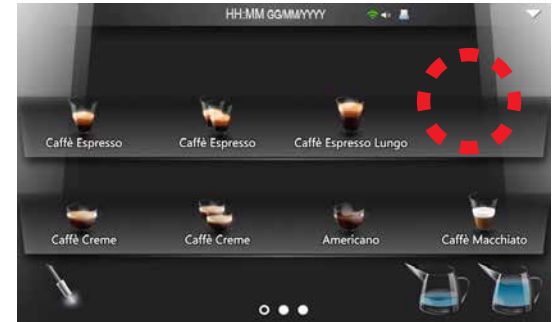 HH:MM GG/MM/YYYY
Caffè Espresso Caffè Espresso Caffè Espresso Lungo
Caffè Creme Caffè Creme Americano Caffè Macchiato